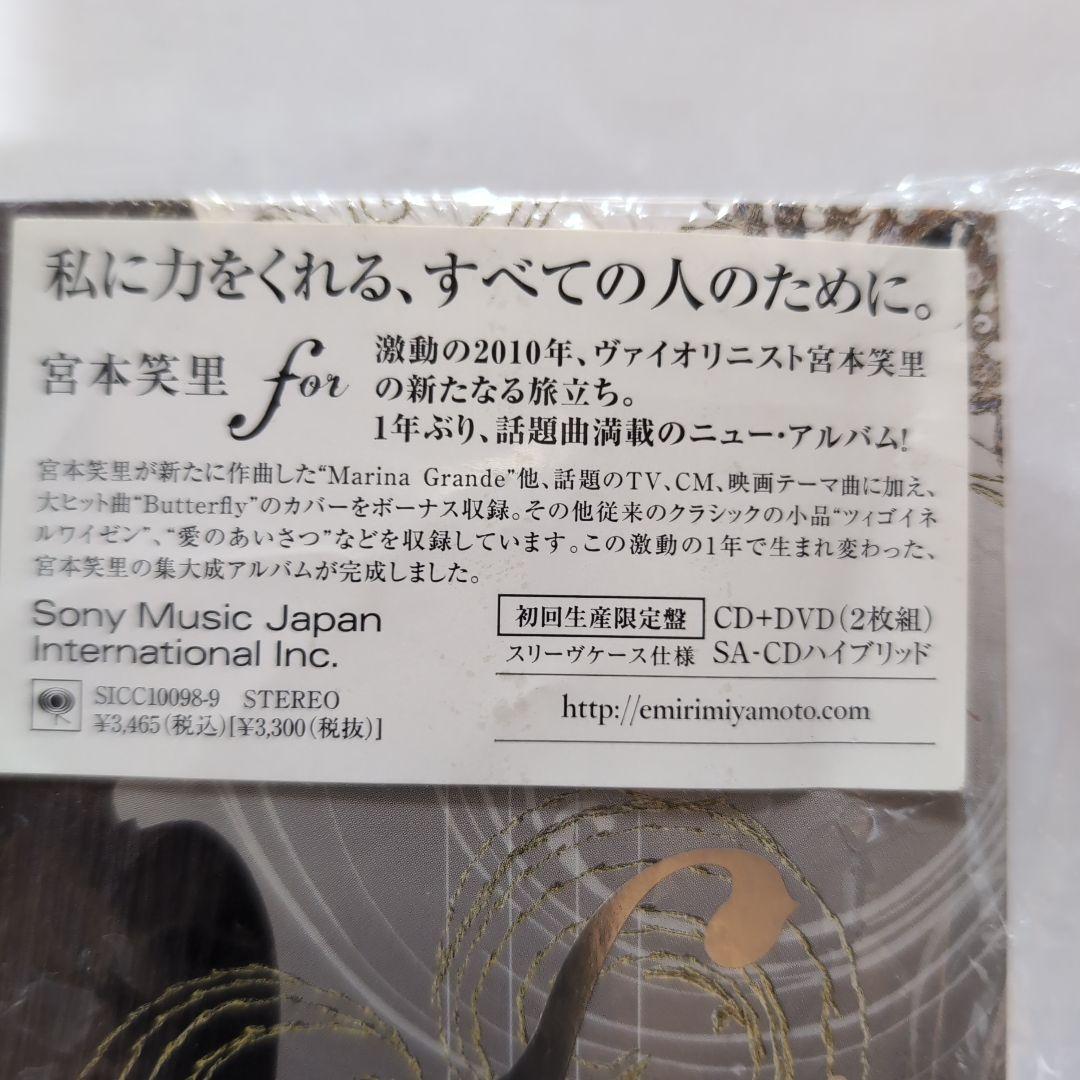 私に力をくれる、すべての人のために。
宮本笑里 for
激動の2010年、ヴァイオリニスト宮本笑里
の新たなる旅立ち。
1年ぶり、話題曲満載のニュー・アルバム!
宮本笑里が新たに作曲した“Marina Grande”他、話題のTV、CM、映画テーマ曲に加え、
大ヒット曲“Butterfly”のカバーをボーナス収録。その他従来のクラシックの小品“ツィゴイネ
ルワイゼン”、“愛のあいさつ”などを収録しています。この激動の1年で生まれ変わった、
宮本笑里の集大成アルバムが完成しました。
Sony Music Japan
International Inc.
SICC10098-9 STEREO
¥3,465(税込)[¥3,300(税抜)]
初回生産限定盤 CD+DVD(2枚組)
スリーヴケース仕様 SA-CDハイブリッド
http://emirimiyamoto.com